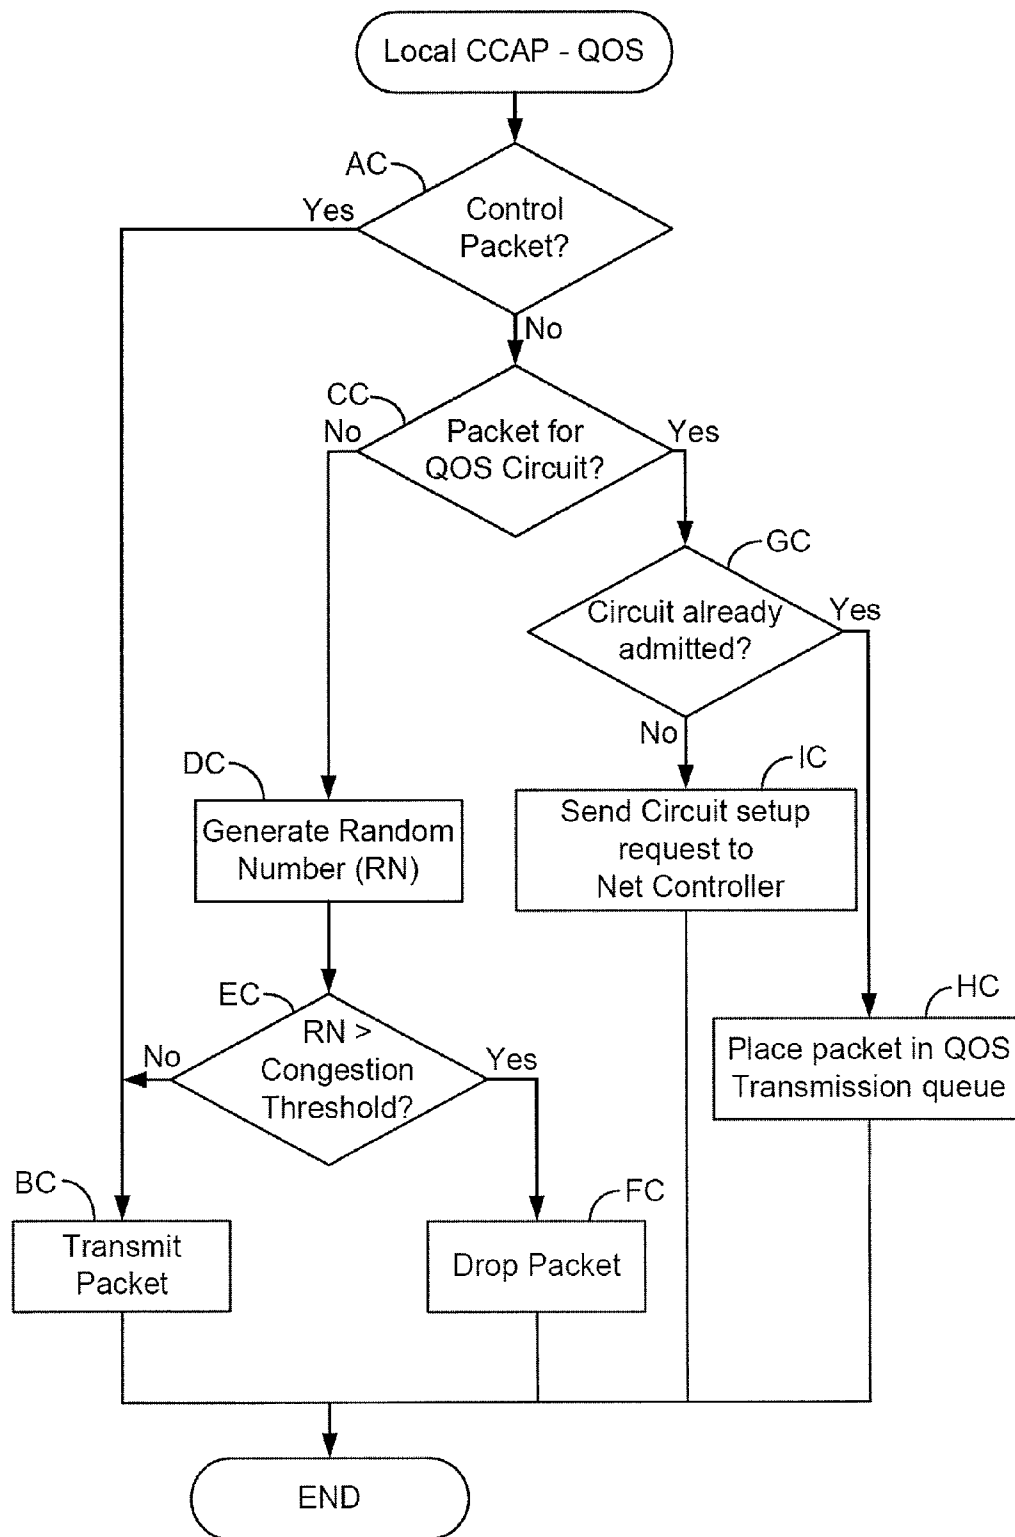 Local CCAP - QOS
AC
Yes
Control
Packet?
No
CC
No
Packet for
QOS Circuit?
Yes
GC
Circuit already
admitted?
Yes
No
DC
IC
Generate Random
Number (RN)
Send Circuit setup
request to
Net Controller
EC
HC
No
RN >
Congestion
Threshold?
Yes
Place packet in QOS
Transmission queue
BC
FC
Transmit
Packet
Drop Packet
END